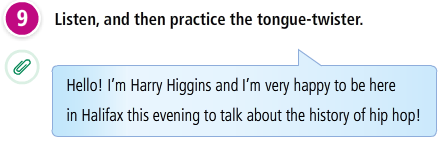 9 Listen, and then practice the tongue-twister.
Hello! I'm Harry Higgins and I'm very happy to be here
in Halifax this evening to talk about the history of hip hop!